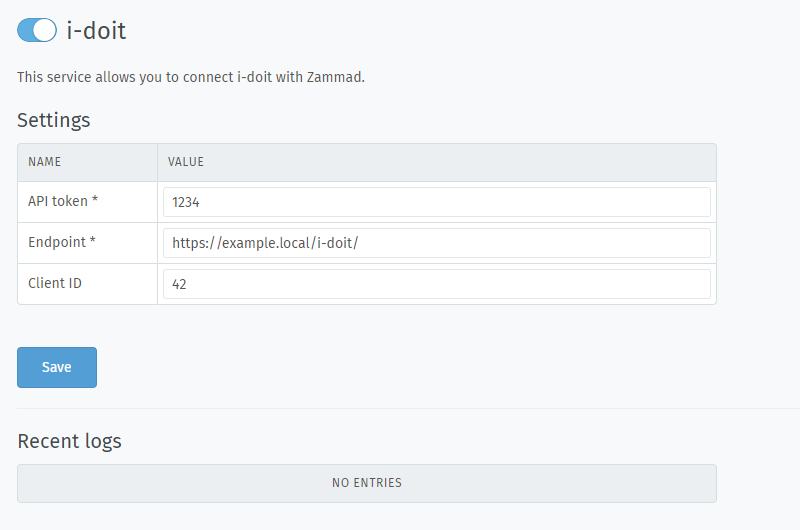 i-doit
This service allows you to connect i-doit with Zammad.
Settings
NAME VALUE
API token * 1234
Endpoint * https://example.local/i-doit/
Client ID 42
Save
Recent logs
NO ENTRIES